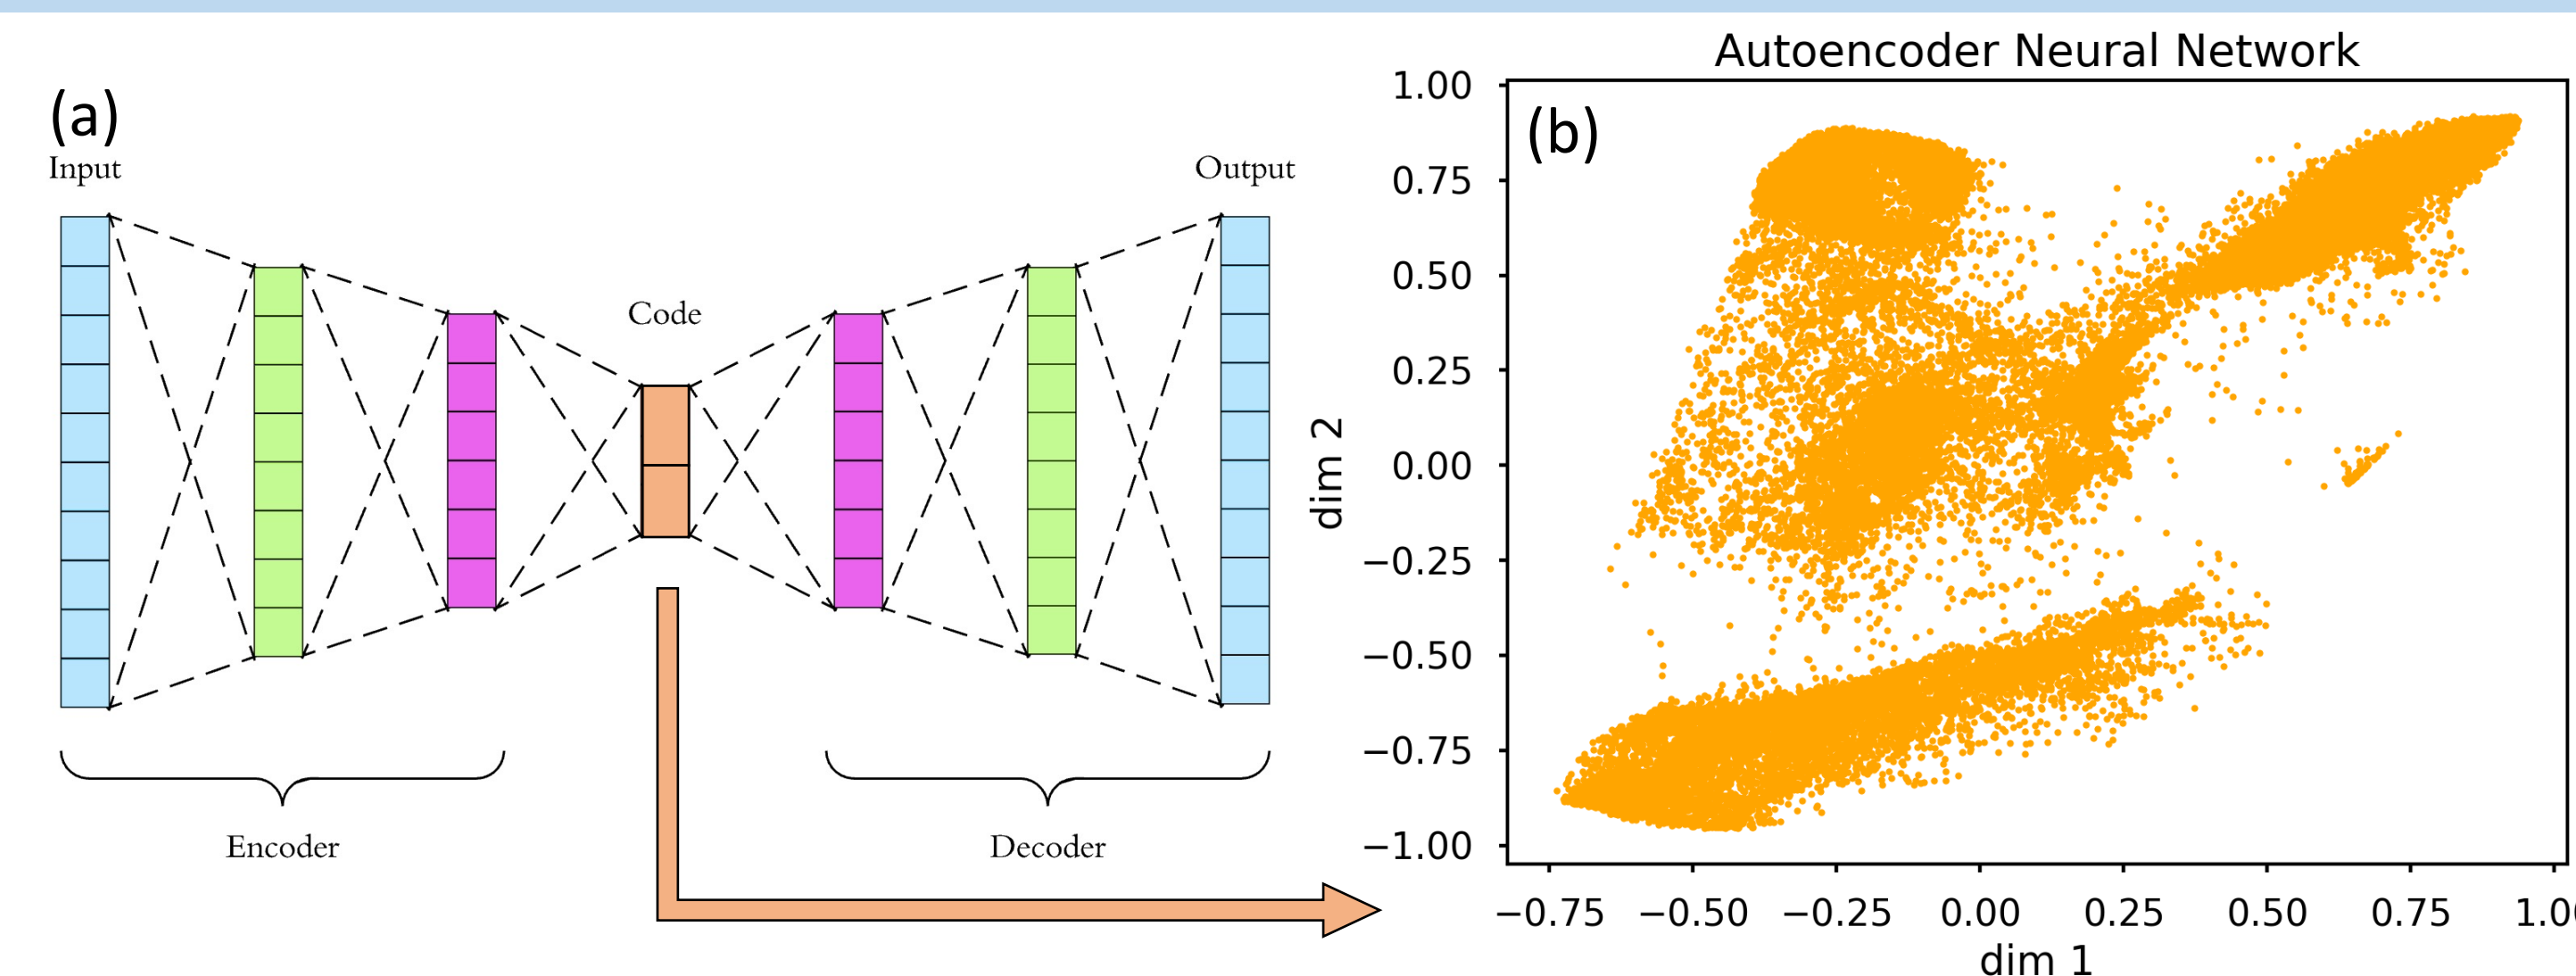 (a)
Input
Code
Output
Encoder
Decoder
Autoencoder Neural Network
(b)
1.00
0.75
0.50
0.25
0.00
−0.25
−0.50
−0.75
−1.00
dim 2
−0.75 −0.50 −0.25 0.00 0.25 0.50 0.75 1.0
dim 1